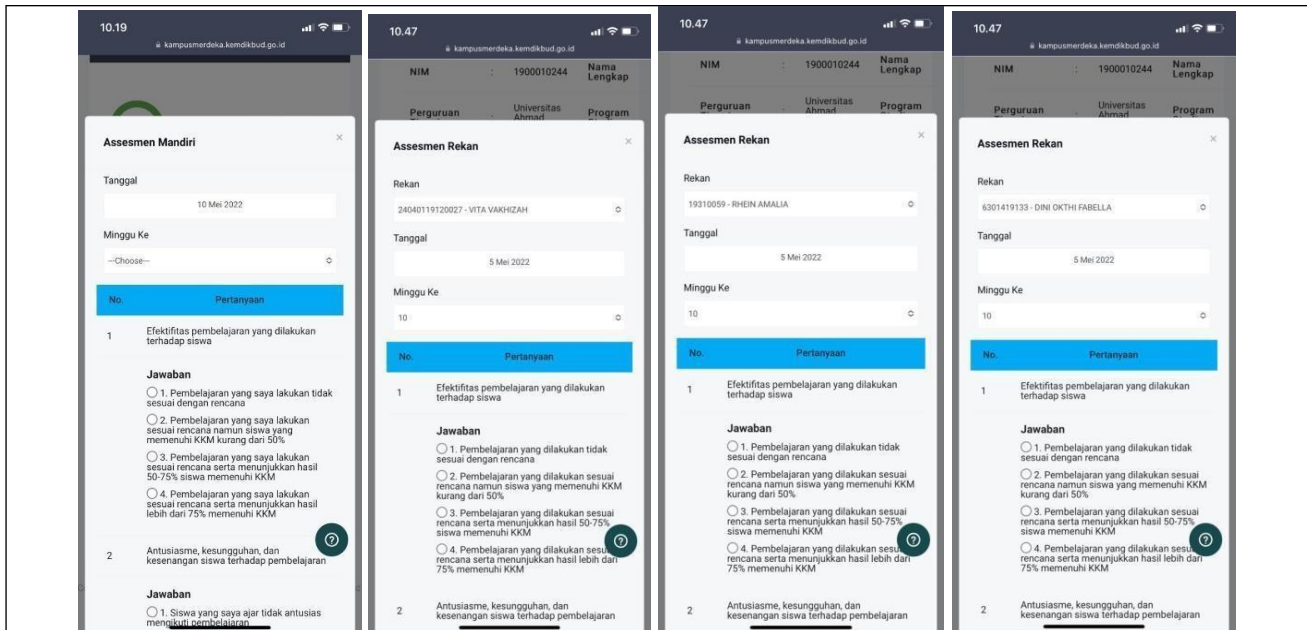 10.19
kampusmerdeka.kemdikbud.go.id
Assesmen Mandiri
×
Tanggal
10 Mei 2022
Minggu Ke
---Choose---
No.
Pertanyaan
1
Efektifitas pembelajaran yang dilakukan
terhadap siswa
Jawaban
1. Pembelajaran yang saya lakukan tidak
sesuai dengan rencana
2. Pembelajaran yang saya lakukan
sesuai rencana namun siswa yang
memenuhi KKM kurang dari 50%
3. Pembelajaran yang saya lakukan
sesuai rencana serta menunjukkan hasil
50-75% siswa memenuhi KKM
4. Pembelajaran yang saya lakukan
sesuai rencana serta menunjukkan hasil
lebih dari 75% memenuhi KKM
2
Antusiasme, kesungguhan, dan
kesenangan siswa terhadap pembelajaran
Jawaban
1. Siswa yang saya ajar tidak antusias
mengikuti pembelajaran
10.47
kampusmerdeka.kemdikbud.go.id
NIM : 1900010244 Nama
Lengkap
Perguruan Universitas Program
Ahmad
Assesmen Rekan
×
Rekan
24040119120027 - VITA VAKHIZAH
Tanggal
5 Mei 2022
Minggu Ke
10
No.
Pertanyaan
1
Efektifitas pembelajaran yang dilakukan
terhadap siswa
Jawaban
1. Pembelajaran yang dilakukan tidak
sesuai dengan rencana
2. Pembelajaran yang dilakukan sesuai
rencana namun siswa yang memenuhi KKM
kurang dari 50%
3. Pembelajaran yang dilakukan sesuai
rencana serta menunjukkan hasil 50-75%
siswa memenuhi KKM
4. Pembelajaran yang dilakukan sesu
rencana serta menunjukkan hasil lebih dari
75% memenuhi KKM
2
Antusiasme, kesungguhan, dan
kesenangan siswa terhadap pembelajaran
10.47
kampusmerdeka.kemdikbud.go.id
NIM : 1900010244 Nama
Lengkap
Perguruan Universitas Program
Ahmad
Assesmen Rekan
×
Rekan
19310059 - RHEIN AMALIA
Tanggal
5 Mei 2022
Minggu Ke
10
No.
Pertanyaan
1
Efektifitas pembelajaran yang dilakukan
terhadap siswa
Jawaban
1. Pembelajaran yang dilakukan tidak
sesuai dengan rencana
2. Pembelajaran yang dilakukan sesuai
rencana namun siswa yang memenuhi KKM
kurang dari 50%
3. Pembelajaran yang dilakukan sesuai
rencana serta menunjukkan hasil 50-75%
siswa memenuhi KKM
4. Pembelajaran yang dilakukan sesu
rencana serta menunjukkan hasil lebih dari
75% memenuhi KKM
2
Antusiasme, kesungguhan, dan
kesenangan siswa terhadap pembelajaran
10.47
kampusmerdeka.kemdikbud.go.id
NIM : 1900010244 Nama
Lengkap
Perguruan Universitas Program
Ahmad
Assesmen Rekan
×
Rekan
6301419133 - DINI OKTHI FABELLA
Tanggal
5 Mei 2022
Minggu Ke
10
No.
Pertanyaan
1
Efektifitas pembelajaran yang dilakukan
terhadap siswa
Jawaban
1. Pembelajaran yang dilakukan tidak
sesuai dengan rencana
2. Pembelajaran yang dilakukan sesuai
rencana namun siswa yang memenuhi KKM
kurang dari 50%
3. Pembelajaran yang dilakukan sesuai
rencana serta menunjukkan hasil 50-75%
siswa memenuhi KKM
4. Pembelajaran yang dilakukan sesu
rencana serta menunjukkan hasil lebih dari
75% memenuhi KKM
2
Antusiasme, kesungguhan, dan
kesenangan siswa terhadap pembelajaran